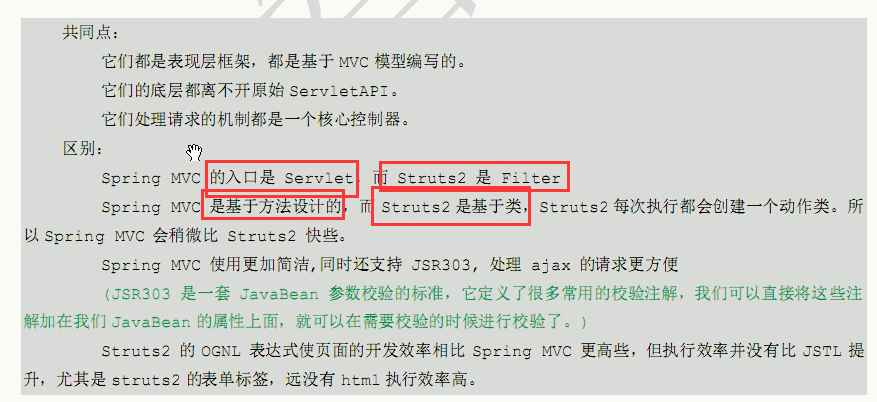 共同点：
它们都是表现层框架，都是基于 MVC 模型编写的。
它们的底层都离不开原始 ServletAPI。
它们处理请求的机制都是一个核心控制器。
区别：
Spring MVC 的入口是 Servlet, 而 Struts2 是 Filter
Spring MVC 是基于方法设计的，而 Struts2 是基于类，Struts2 每次执行都会创建一个动作类。所
以 Spring MVC 会稍微比 Struts2 快些。
Spring MVC 使用更加简洁,同时还支持 JSR303, 处理 ajax 的请求更方便
(JSR303 是一套 JavaBean 参数校验的标准，它定义了很多常用的校验注解，我们可以直接将这些注
解加在我们 JavaBean 的属性上面，就可以在需要校验的时候进行校验了。)
Struts2 的 OGNL 表达式使页面的开发效率相比 Spring MVC 更高些，但执行效率并没有比 JSTL 提
升，尤其是 struts2 的表单标签，远没有 html 执行效率高。